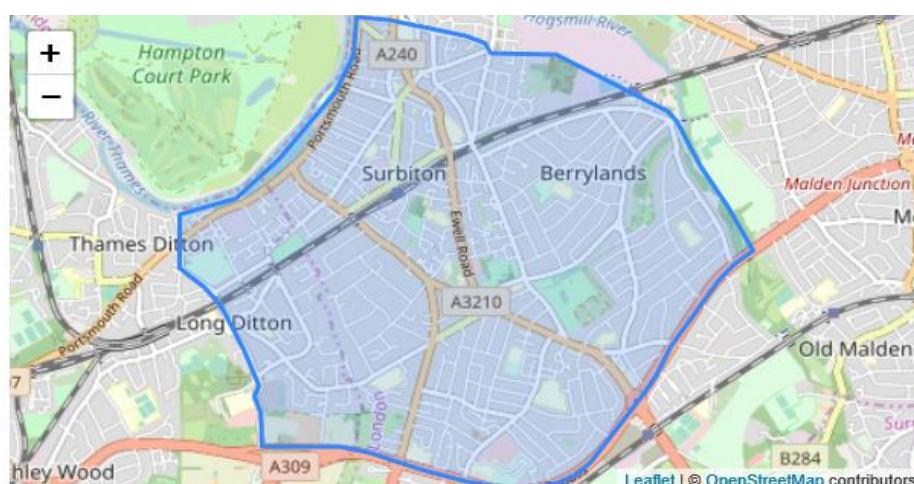 Hogsmill-River
+
−
Hampton
Court Park
A240
Portsmouth Road
River-Thames
Surbiton
Berrylands
Malden Junction
Thames Ditton
Ewell Road
Portsmouth Road
Long Ditton
A3210
Old Malden
London
A309
hley Wood
B284
Leaflet | © OpenStreetMap contributors